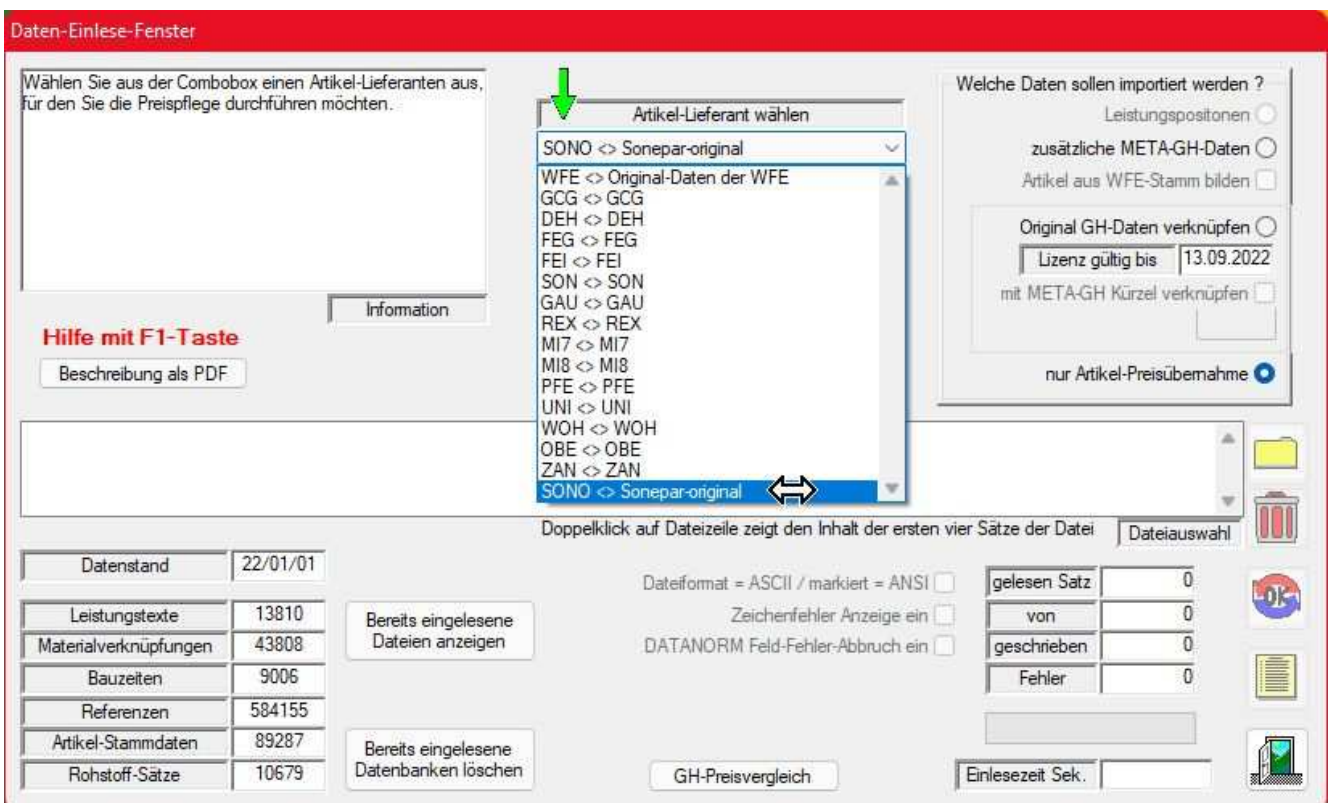 Daten-Einlese-Fenster
Wählen Sie aus der Combobox einen Artikel-Lieferanten aus,
für den Sie die Preispflege durchführen möchten.
Information
Hilfe mit F1-Taste
Beschreibung als PDF
Artikel-Lieferant wählen
SONO <> Sonepar-original
WFE <> Original-Daten der WFE
GCG <> GCG
DEH <> DEH
FEG <> FEG
FEI <> FEI
SON <> SON
GAU <> GAU
REX <> REX
MI7 <> MI7
MI8 <> MI8
PFE <> PFE
UNI <> UNI
WOH <> WOH
OBE <> OBE
ZAN <> ZAN
SONO <> Sonepar-original
Welche Daten sollen importiert werden ?
Leistungspositonen
zusätzliche META-GH-Daten
Artikel aus WFE-Stamm bilden
Original GH-Daten verknüpfen
Lizenz gültig bis 13.09.2022
mit META-GH Kürzel verknüpfen
nur Artikel-Preisübernahme
Doppelklick auf Dateizeile zeigt den Inhalt der ersten vier Sätze der Datei
Dateiauswahl
Datenstand 22/01/01
Leistungstexte 13810
Materialverknüpfungen 43808
Bauzeiten 9006
Referenzen 584155
Artikel-Stammdaten 89287
Rohstoff-Sätze 10679
Bereits eingelesene
Dateien anzeigen
Bereits eingelesene
Datenbanken löschen
Dateiformat = ASCII / markiert = ANSI
Zeichenfehler Anzeige ein
DATANORM Feld-Fehler-Abbruch ein
GH-Preisvergleich
gelesen Satz 0
von 0
geschrieben 0
Fehler 0
Einlesezeit Sek.
OK